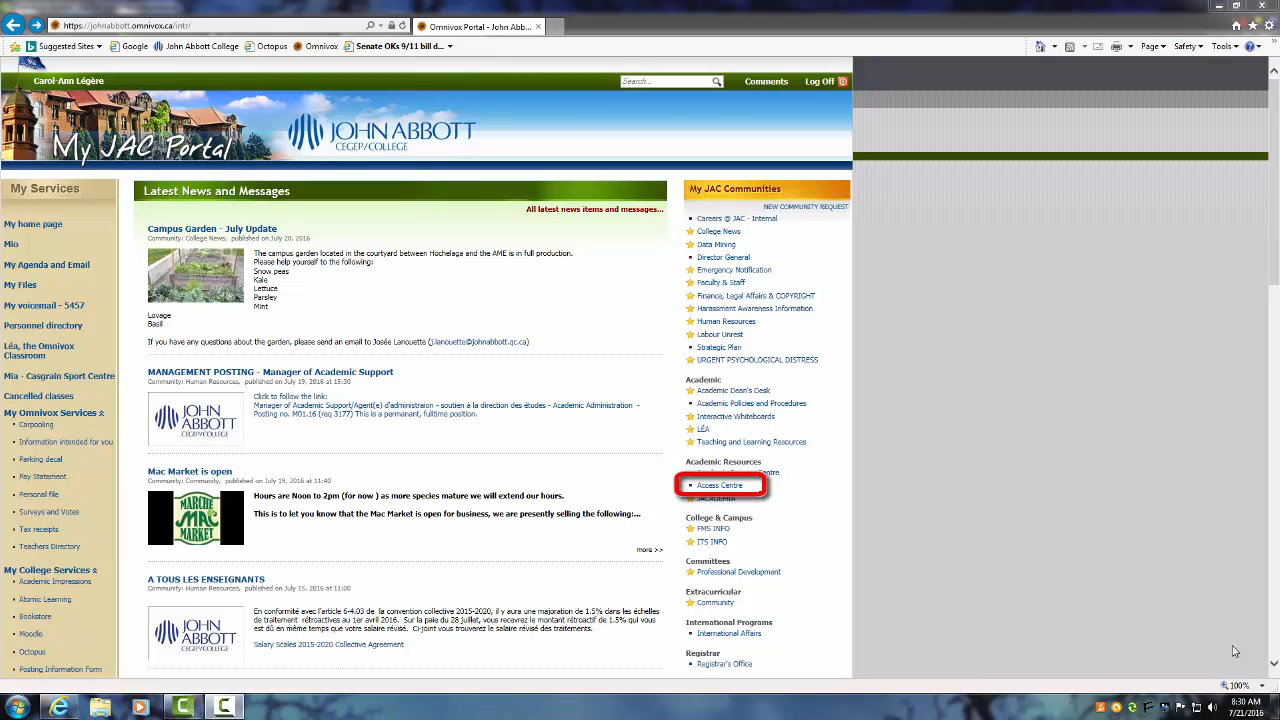 https://johnabbott.omnivox.ca/intr/
Omnivox Portal - John Abb...
Suggested Sites
Google
John Abbott College
Octopus
Omnivox
Senate OKs 9/11 bill d...
Page
Safety
Tools
Carol-Ann Légère
Search...
Comments
Log Off
My JAC Portal
JOHN ABBOTT
CEGEP/COLLEGE
My Services
My home page
Mio
My Agenda and Email
My Files
My voicemail - 5457
Personnel directory
Léa, the Omnivox
Classroom
Mia - Casgrain Sport Centre
Cancelled classes
My Omnivox Services
Carpooling
Information intended for you
Parking decal
Pay Statement
Personal file
Surveys and Votes
Tax receipts
Teachers Directory
My College Services
Academic Impressions
Atomic Learning
Bookstore
Moodle
Octopus
Posting Information Form
Latest News and Messages
All latest news items and messages...
Campus Garden - July Update
Community: College News, published on July 20, 2016
The campus garden located in the courtyard between Hochelaga and the AME is in full production.
Please help yourself to the following:
Snow peas
Kale
Lettuce
Parsley
Mint
Lovage
Basil
If you have any questions about the garden, please send an email to Josée Lanouette (j.lanouette@johnabbott.qc.ca)
MANAGEMENT POSTING - Manager of Academic Support
Community: Human Resources, published on July 19, 2016 at 15:30
JOHN
ABBOTT
Click to follow the link:
Manager of Academic Support/Agent(e) d'administraion - soutien à la direction des études - Academic Administration -
Posting no. M01.16 (req 3177) This is a permanant, fulltime position.
Mac Market is open
Community: Community, published on July 19, 2016 at 11:40
MARCHÉ
MAC
MARKET
Hours are Noon to 2pm (for now ) as more species mature we will extend our hours.
This is to let you know that the Mac Market is open for business, we are presently selling the following:...
more >>
A TOUS LES ENSEIGNANTS
Community: Human Resources, published on July 15, 2016 at 11:00
JOHN
ABBOTT
En conformité avec l'article 6-4.03 de la convention collective 2015-2020, il y aura une majoration de 1.5% dans les échelles
de traitement rétroactives au 1er avril 2016. Sur la paie du 28 juillet, vous recevrez le montant rétroactif de 1.5% qui vous
est dû en même temps que votre salaire révisé. Ci-joint vous trouverez le salaire révisé des traitements.
Salary Scales 2015-2020 Collective Agreement
My JAC Communities
NEW COMMUNITY REQUEST
Careers @ JAC - Internal
College News
Data Mining
Director General
Emergency Notification
Faculty & Staff
Finance, Legal Affairs & COPYRIGHT
Harassment Awareness Information
Human Resources
Labour Unrest
Strategic Plan
URGENT PSYCHOLOGICAL DISTRESS
Academic
Academic Dean's Desk
Academic Policies and Procedures
Interactive Whiteboards
LÉA
Teaching and Learning Resources
Academic Resources
Centre
Access Centre
JACADEMIA
College & Campus
FMS INFO
ITS INFO
Committees
Professional Development
Extracurricular
Community
International Programs
International Affairs
Registrar
Registrar's Office
100%
8:30 AM
7/21/2016